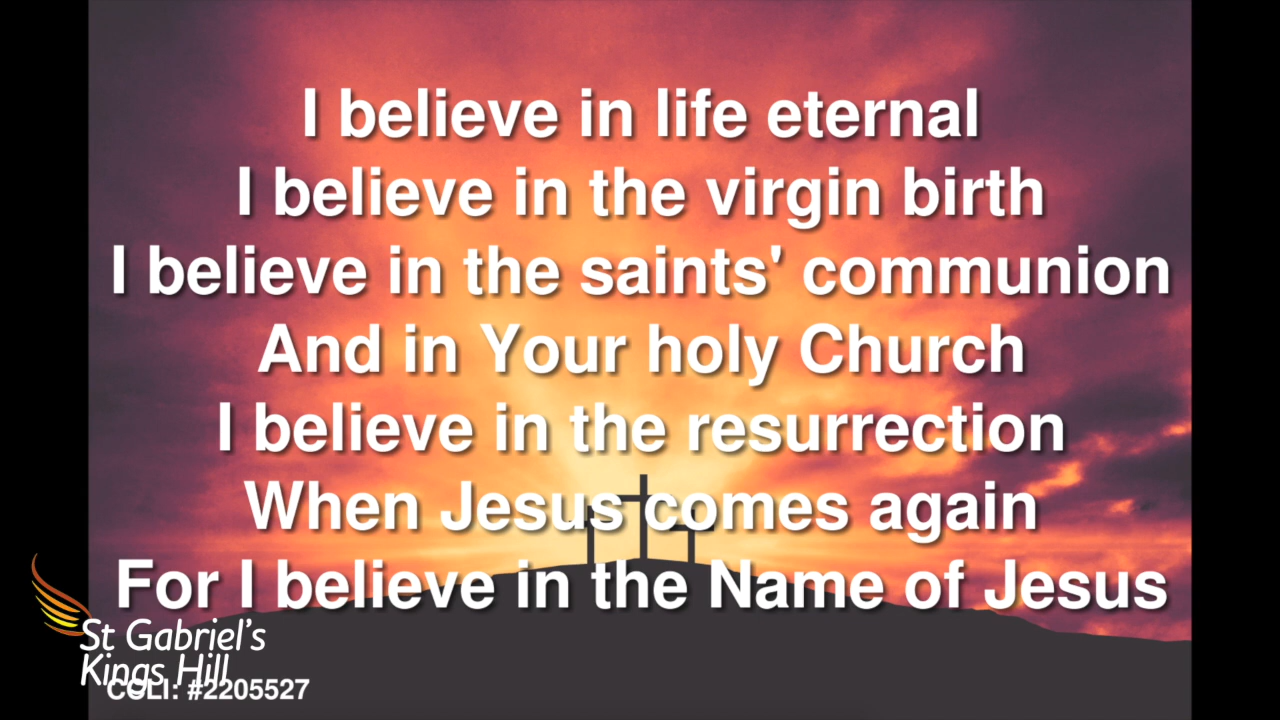 I believe in life eternal
I believe in the virgin birth
I believe in the saints' communion
And in Your holy Church
I believe in the resurrection
When Jesus comes again
For I believe in the Name of Jesus
St Gabriel's
Kings Hill
#2205527